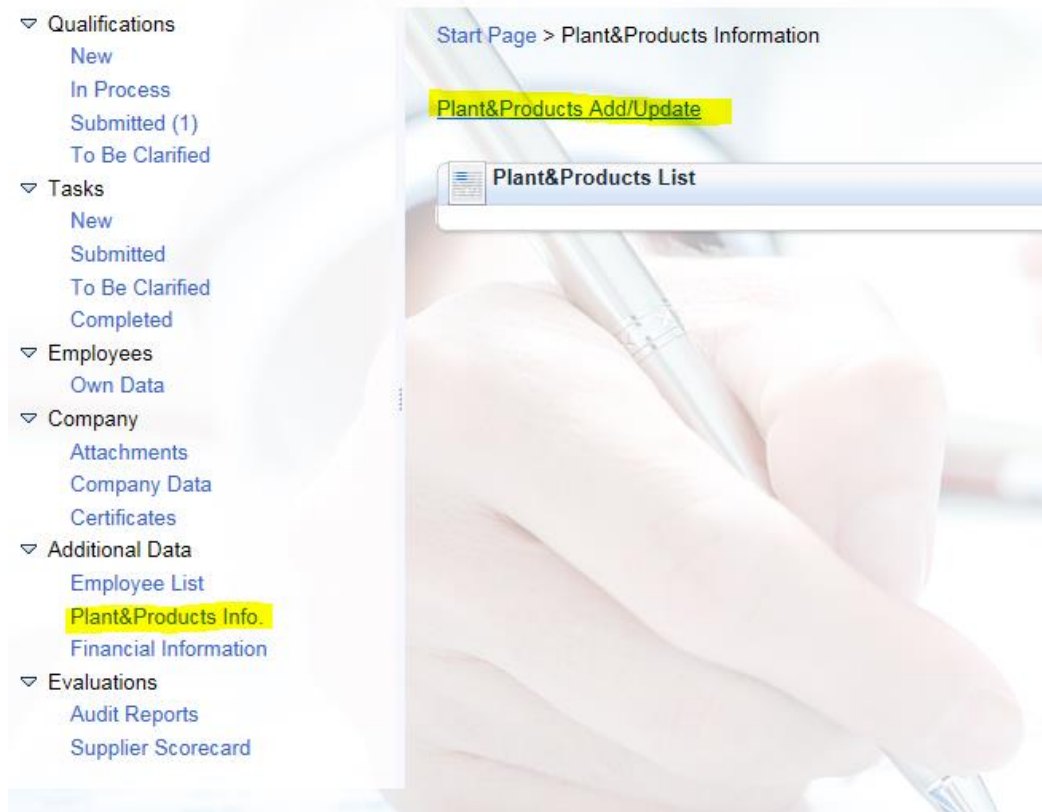 Qualifications
New
In Process
Submitted (1)
To Be Clarified
Tasks
New
Submitted
To Be Clarified
Completed
Employees
Own Data
Company
Attachments
Company Data
Certificates
Additional Data
Employee List
Plant&Products Info.
Financial Information
Evaluations
Audit Reports
Supplier Scorecard
Start Page > Plant&Products Information
Plant&Products Add/Update
Plant&Products List